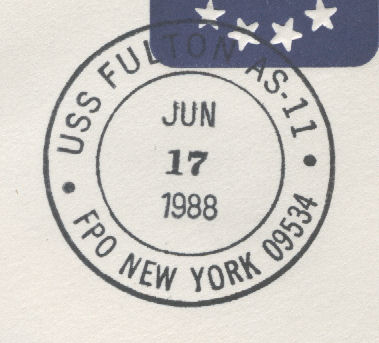 USS FULTON AS-11
JUN
17
1988
FPO NEW YORK 09534